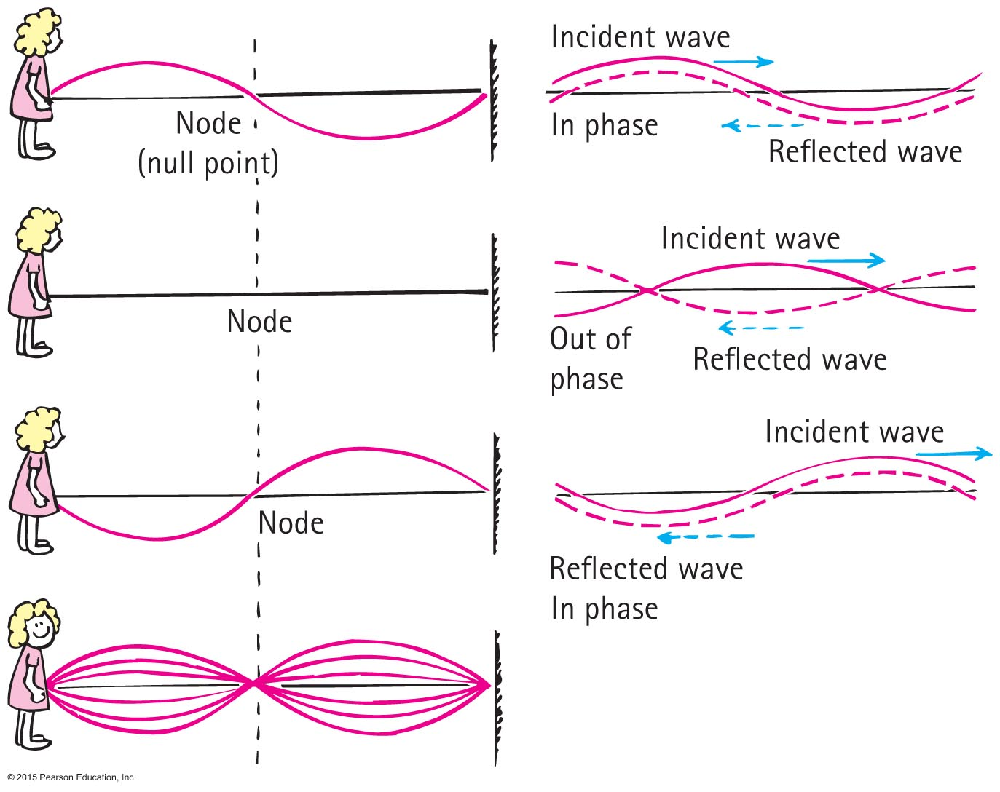 Incident wave
Node
(null point)
In phase
Reflected wave
Incident wave
Node
Out of
phase
Reflected wave
Incident wave
Node
Reflected wave
In phase
© 2015 Pearson Education, Inc.